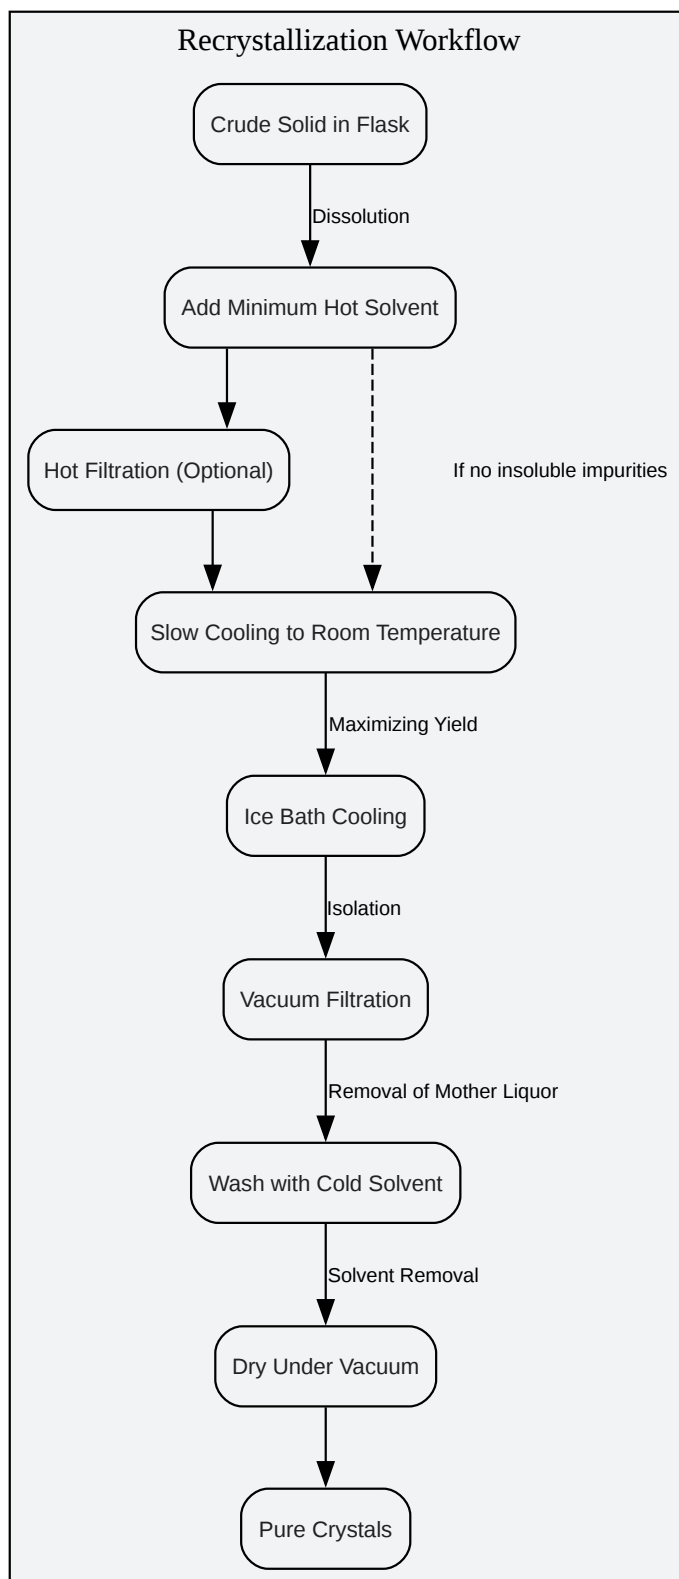 Recrystallization Workflow
Crude Solid in Flask
Dissolution
Add Minimum Hot Solvent
Hot Filtration (Optional)
If no insoluble impurities
Slow Cooling to Room Temperature
Maximizing Yield
Ice Bath Cooling
Isolation
Vacuum Filtration
Removal of Mother Liquor
Wash with Cold Solvent
Solvent Removal
Dry Under Vacuum
Pure Crystals